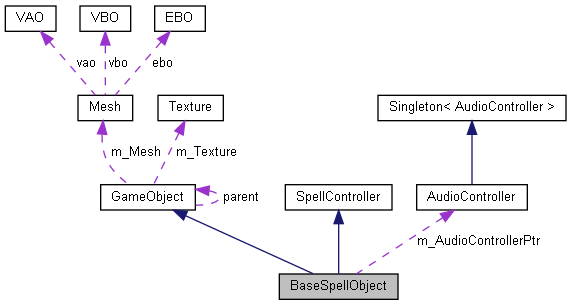 VAO
VBO
EBO
vao
vbo
ebo
Mesh
Texture
Singleton< AudioController >
m_Mesh
m_Texture
GameObject
parent
SpellController
AudioController
m_AudioControllerPtr
BaseSpellObject